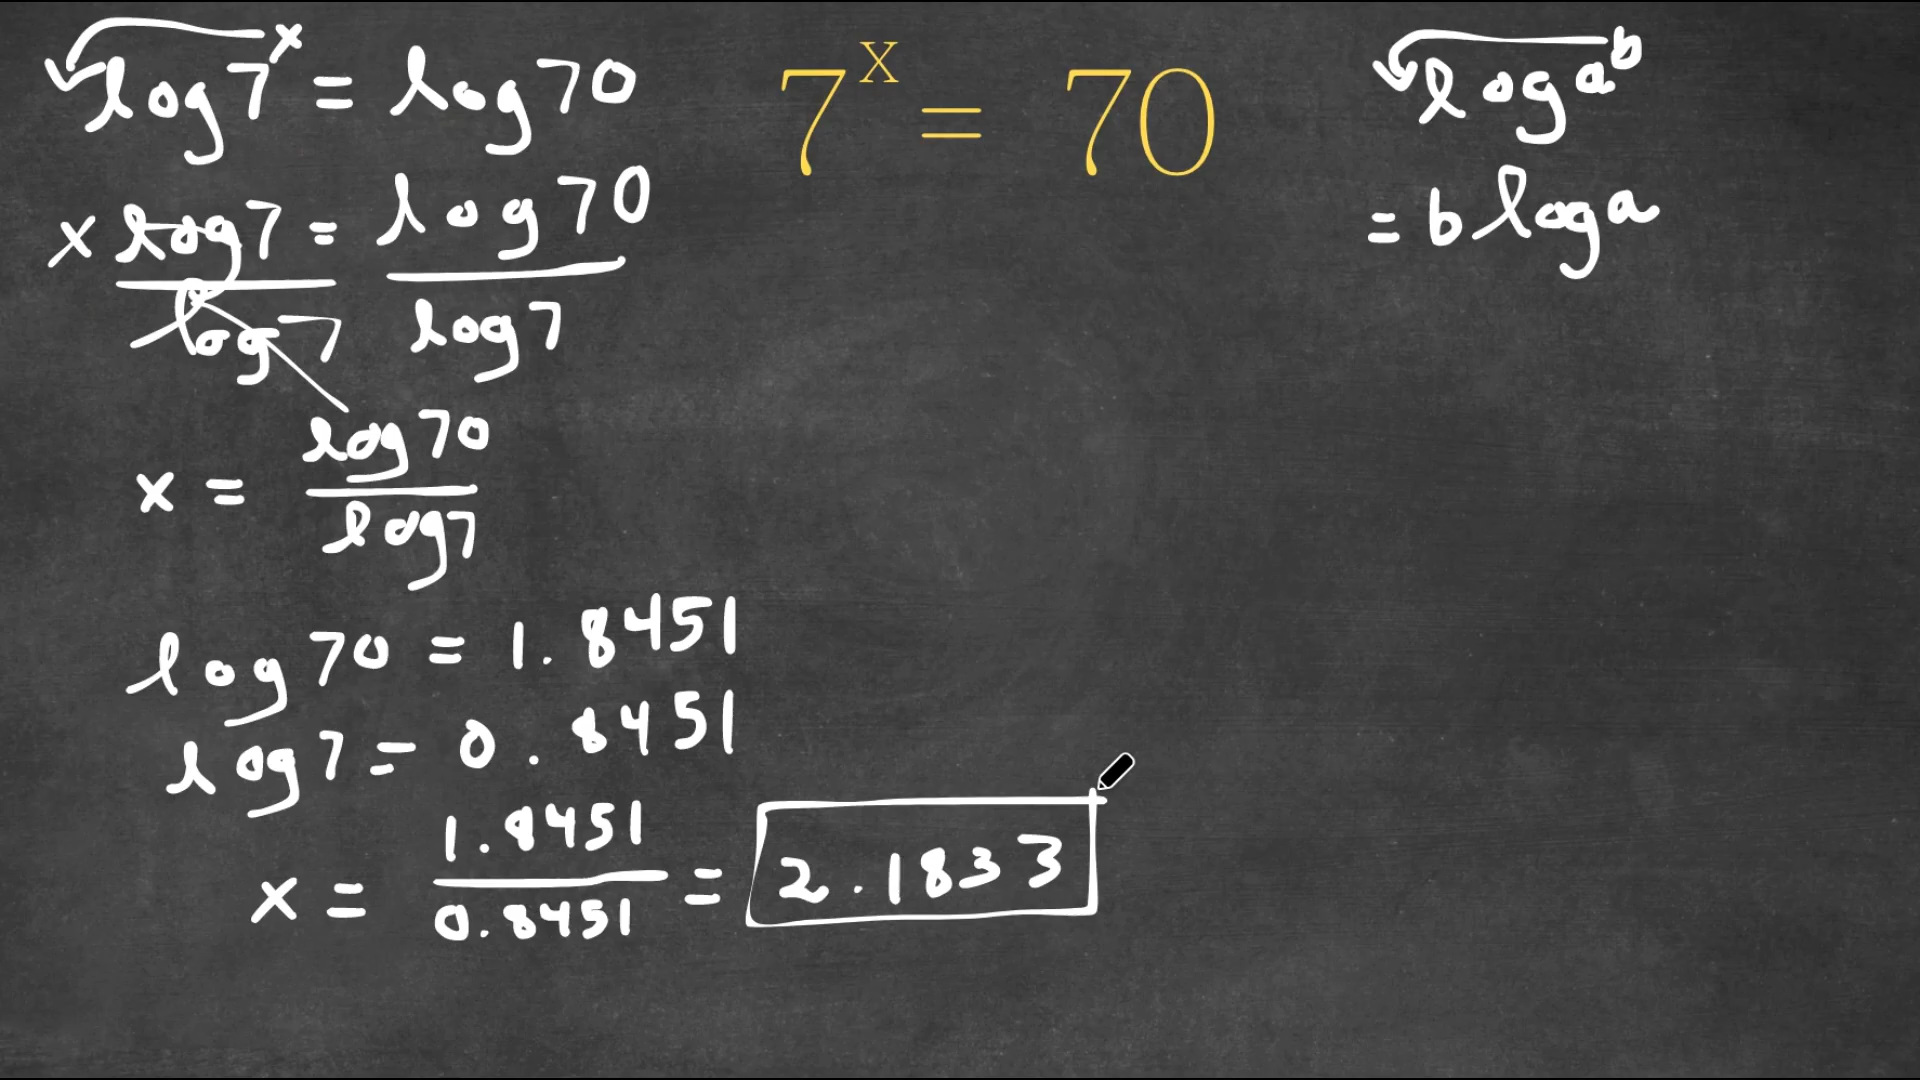 log 7^x = log 70
x log 7 = log 70
log 7 log 7
x = log 70 / log 7
log 70 = 1.8451
log 7 = 0.8451
x = 1.8451 / 0.8451 = 2.1833
7^x = 70
log a^b
= b log a